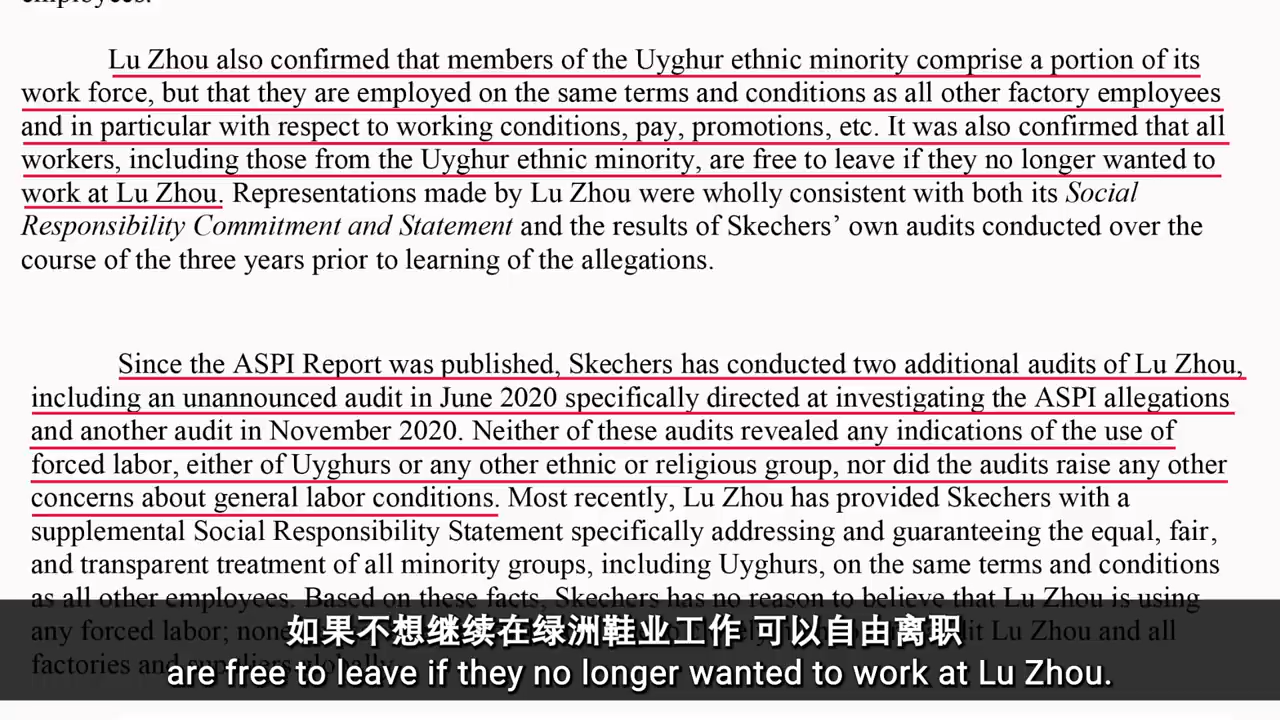 Lu Zhou also confirmed that members of the Uyghur ethnic minority comprise a portion of its
work force, but that they are employed on the same terms and conditions as all other factory employees
and in particular with respect to working conditions, pay, promotions, etc. It was also confirmed that all
workers, including those from the Uyghur ethnic minority, are free to leave if they no longer wanted to
work at Lu Zhou. Representations made by Lu Zhou were wholly consistent with both its Social
Responsibility Commitment and Statement and the results of Skechers’ own audits conducted over the
course of the three years prior to learning of the allegations.
Since the ASPI Report was published, Skechers has conducted two additional audits of Lu Zhou,
including an unannounced audit in June 2020 specifically directed at investigating the ASPI allegations
and another audit in November 2020. Neither of these audits revealed any indications of the use of
forced labor, either of Uyghurs or any other ethnic or religious group, nor did the audits raise any other
concerns about general labor conditions. Most recently, Lu Zhou has provided Skechers with a
supplemental Social Responsibility Statement specifically addressing and guaranteeing the equal, fair,
and transparent treatment of all minority groups, including Uyghurs, on the same terms and conditions
as all other employees. Based on these facts, Skechers has no reason to believe that Lu Zhou is using
any forced labor; Lu Zhou and all
factories and
如果不想继续在绿洲鞋业工作 可以自由离职
are free to leave if they no longer wanted to work at Lu Zhou.